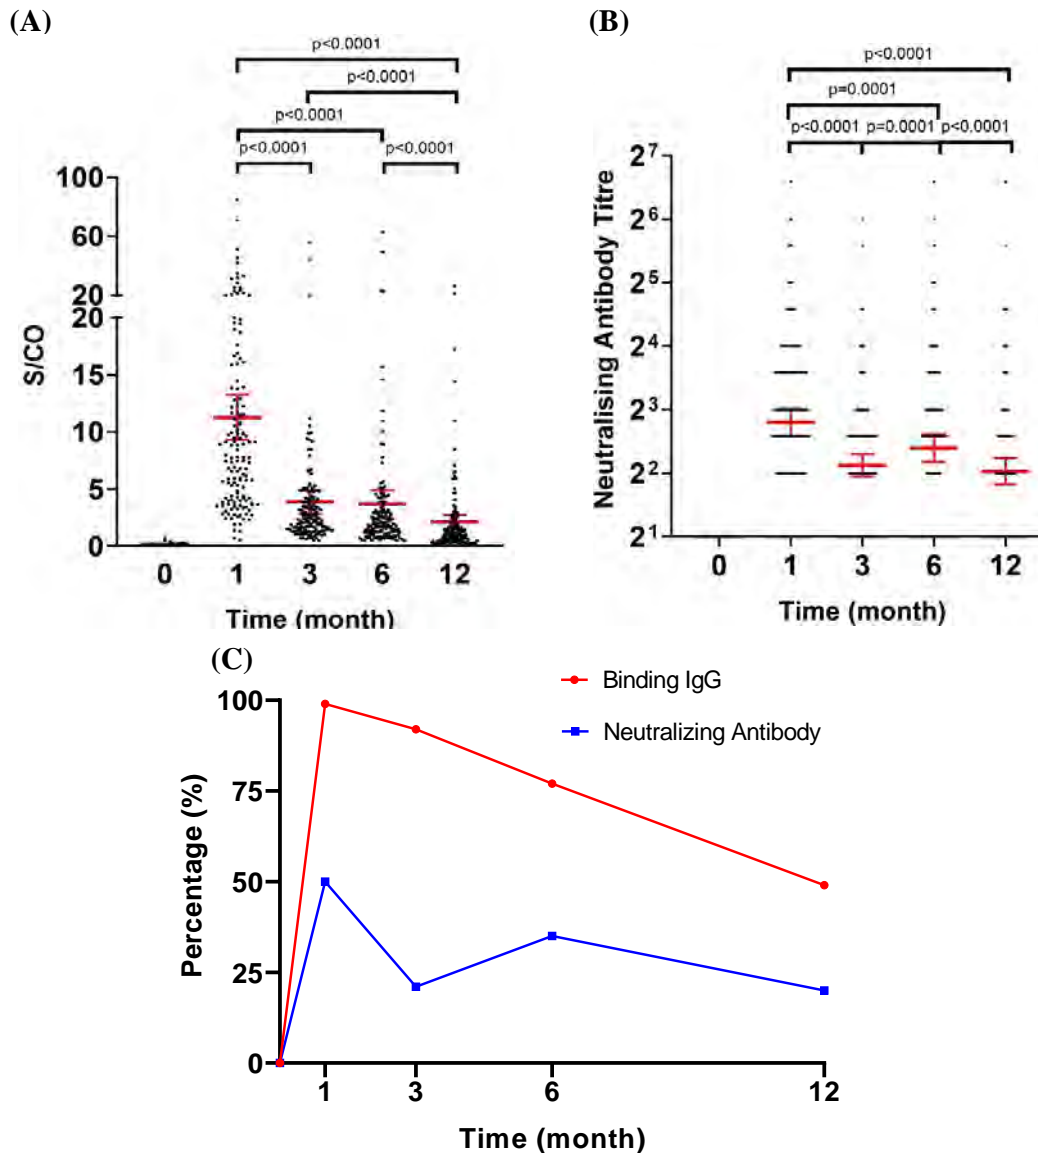 (A)
p<0.0001
p<0.0001
p<0.0001
p<0.0001 p<0.0001
100
60
20
20
15
10
5
0
S/CO
0 1 3 6 12
Time (month)
(B)
p<0.0001
p=0.0001
p<0.0001 p=0.0001 p<0.0001
2⁷
2⁶
2⁵
2⁴
2³
2²
2¹
Neutralising Antibody Titre
0 1 3 6 12
Time (month)
(C)
Binding IgG
Neutralizing Antibody
100
75
50
25
0
Percentage (%)
1 3 6 12
Time (month)